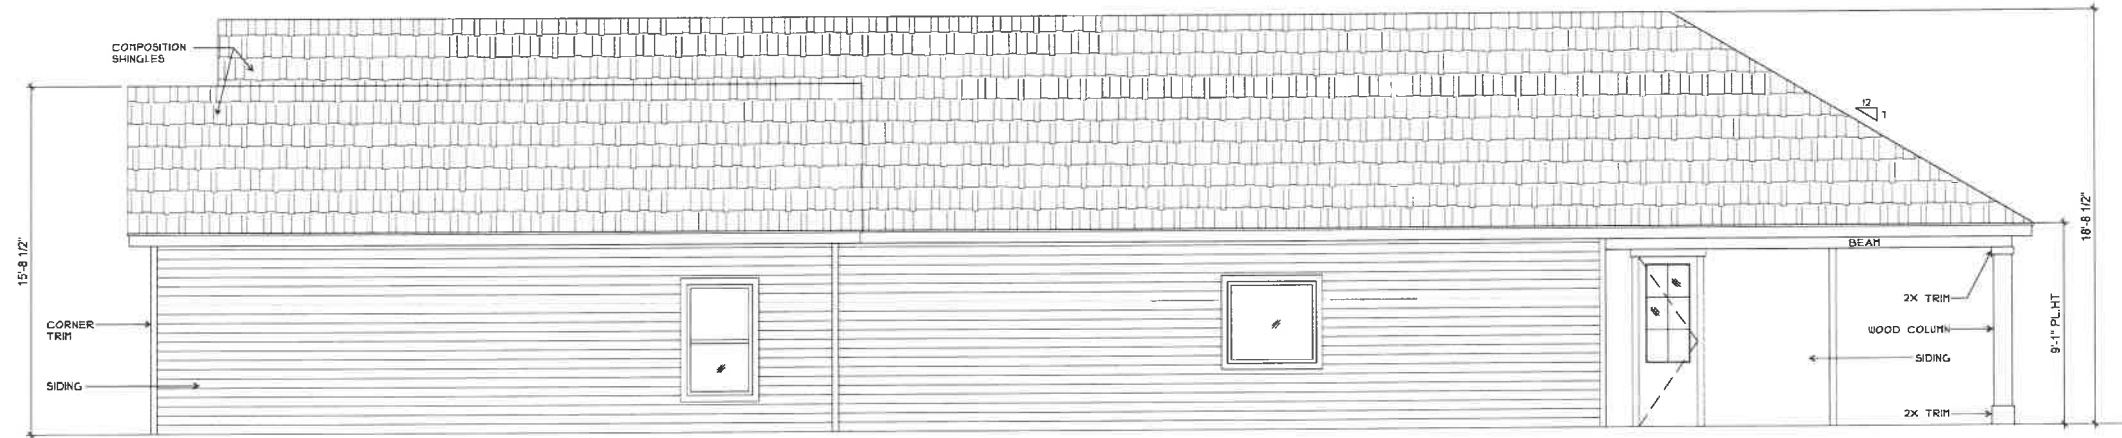 COMPOSITION
SHINGLES
12
1
15'-8 1/2"
18'-8 1/2"
BEAM
2X TRIM
9'-1" PL.HT
CORNER
TRIM
WOOD COLUMN
SIDING
SIDING
2X TRIM